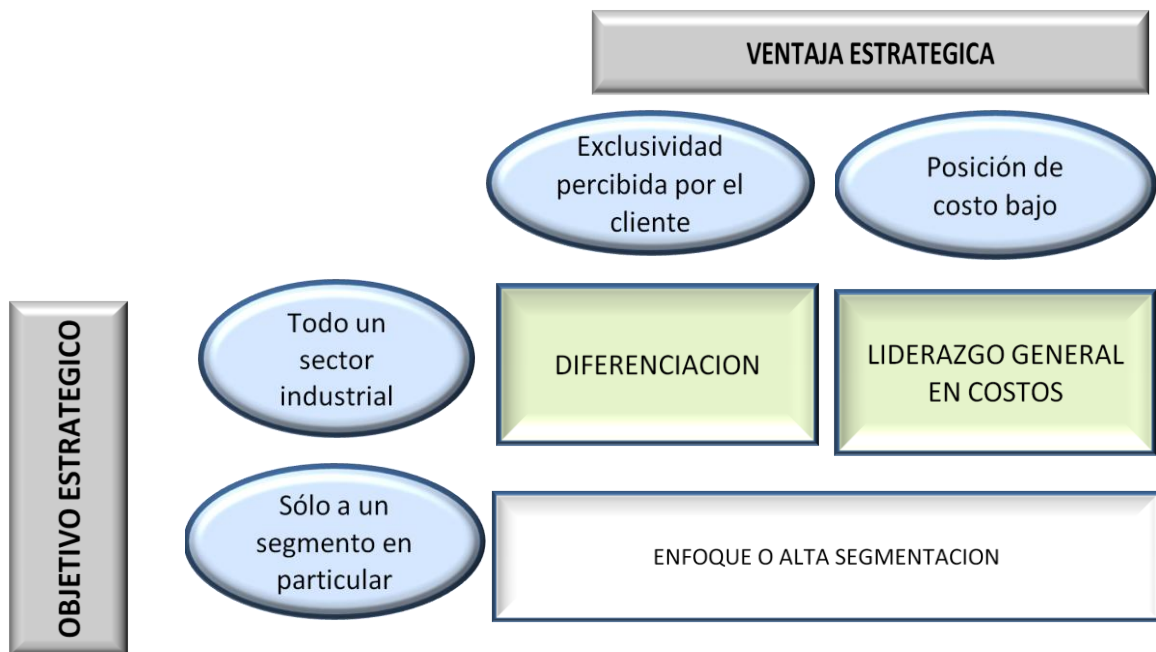 VENTAJA ESTRATEGICA
Exclusividad
percibida por el
cliente
Posición de
costo bajo
OBJETIVO ESTRATEGICO
Todo un
sector
industrial
DIFERENCIACION
LIDERAZGO GENERAL
EN COSTOS
Sólo a un
segmento en
particular
ENFOQUE O ALTA SEGMENTACION